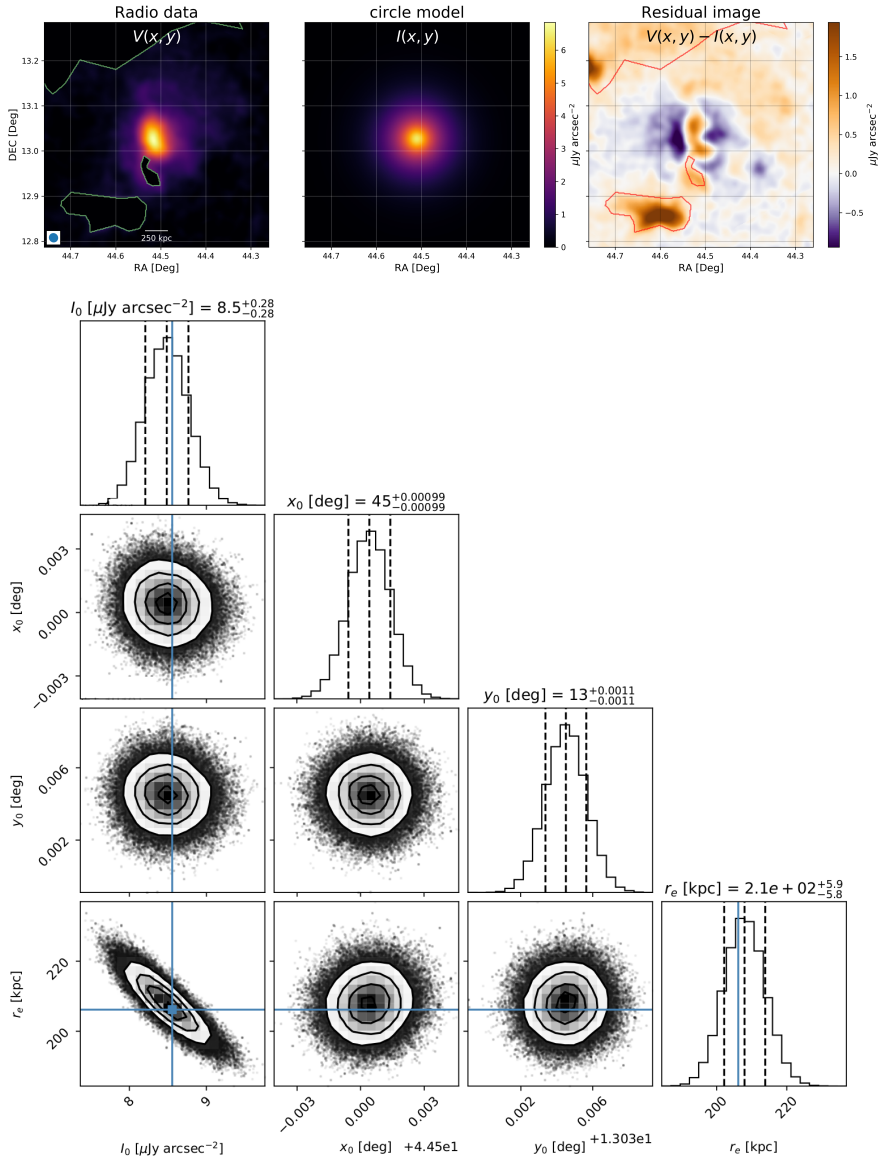 Radio data circle model Residual image
V(x, y) I(x, y) V(x, y) − I(x, y)
13.2
13.1
13.0
12.9
12.8
DEC [Deg]
250 kpc
44.7 44.6 44.5 44.4 44.3
RA [Deg]
44.7 44.6 44.5 44.4 44.3
RA [Deg]
6
5
4
3
2
1
0
μJy arcsec⁻²
44.7 44.6 44.5 44.4 44.3
RA [Deg]
1.5
1.0
0.5
0.0
−0.5
μJy arcsec⁻²
I₀ [μJy arcsec⁻²] = 8.5 +0.28 −0.28
x₀ [deg] = 45 +0.00099 −0.00099
0.003
0.000
−0.003
x₀ [deg]
y₀ [deg] = 13 +0.0011 −0.0011
0.006
0.002
y₀ [deg]
rₑ [kpc] = 2.1e + 02 +5.9 −5.8
220
200
rₑ [kpc]
8 9
I₀ [μJy arcsec⁻²]
−0.003 0.000 0.003
x₀ [deg] +4.45e1
0.002 0.006
y₀ [deg] +1.303e1
200 220
rₑ [kpc]